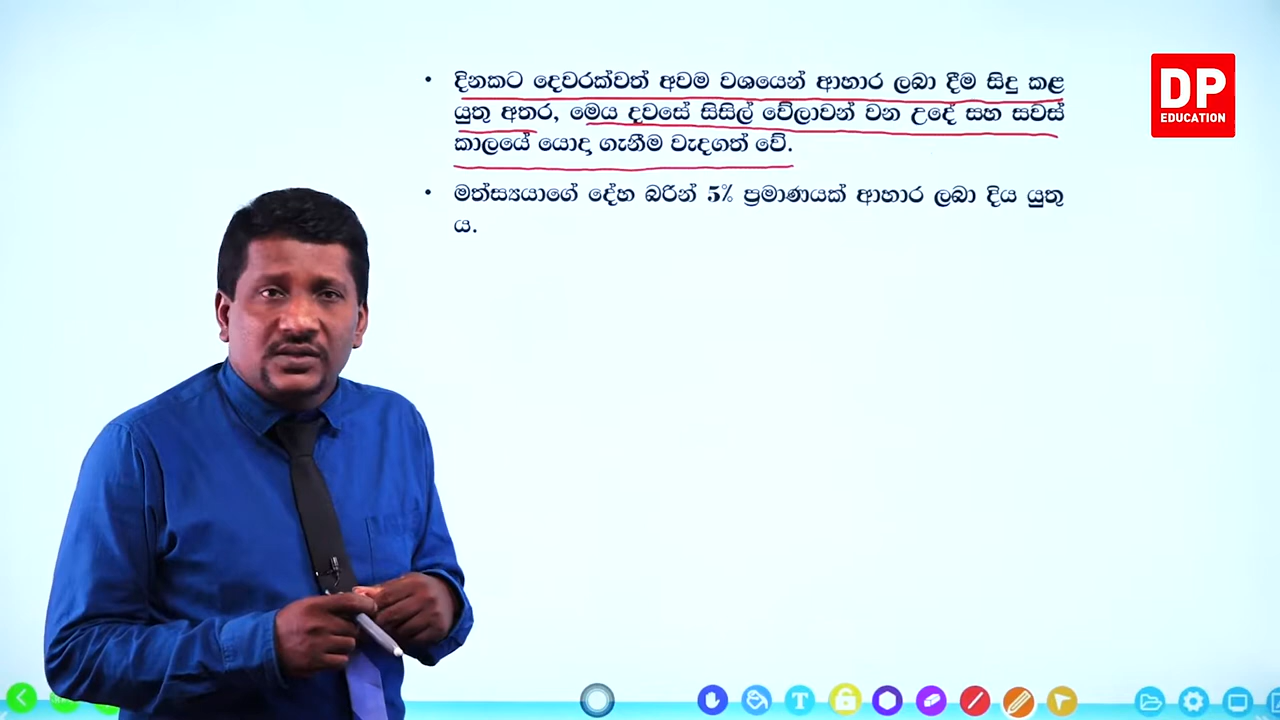 • දිනකට දෙවරක්වත් අවම වශයෙන් ආහාර ලබා දීම සිදු කළ
යුතු අතර, මෙය දවසේ සිසිල් වේලාවන් වන උදේ සහ සවස්
කාලයේ යොදා ගැනීම වැදගත් වේ.
• මත්ස්‍යයාගේ දේහ බරින් 5% ප්‍රමාණයක් ආහාර ලබා දිය යුතු
ය.
DP
EDUCATION
T